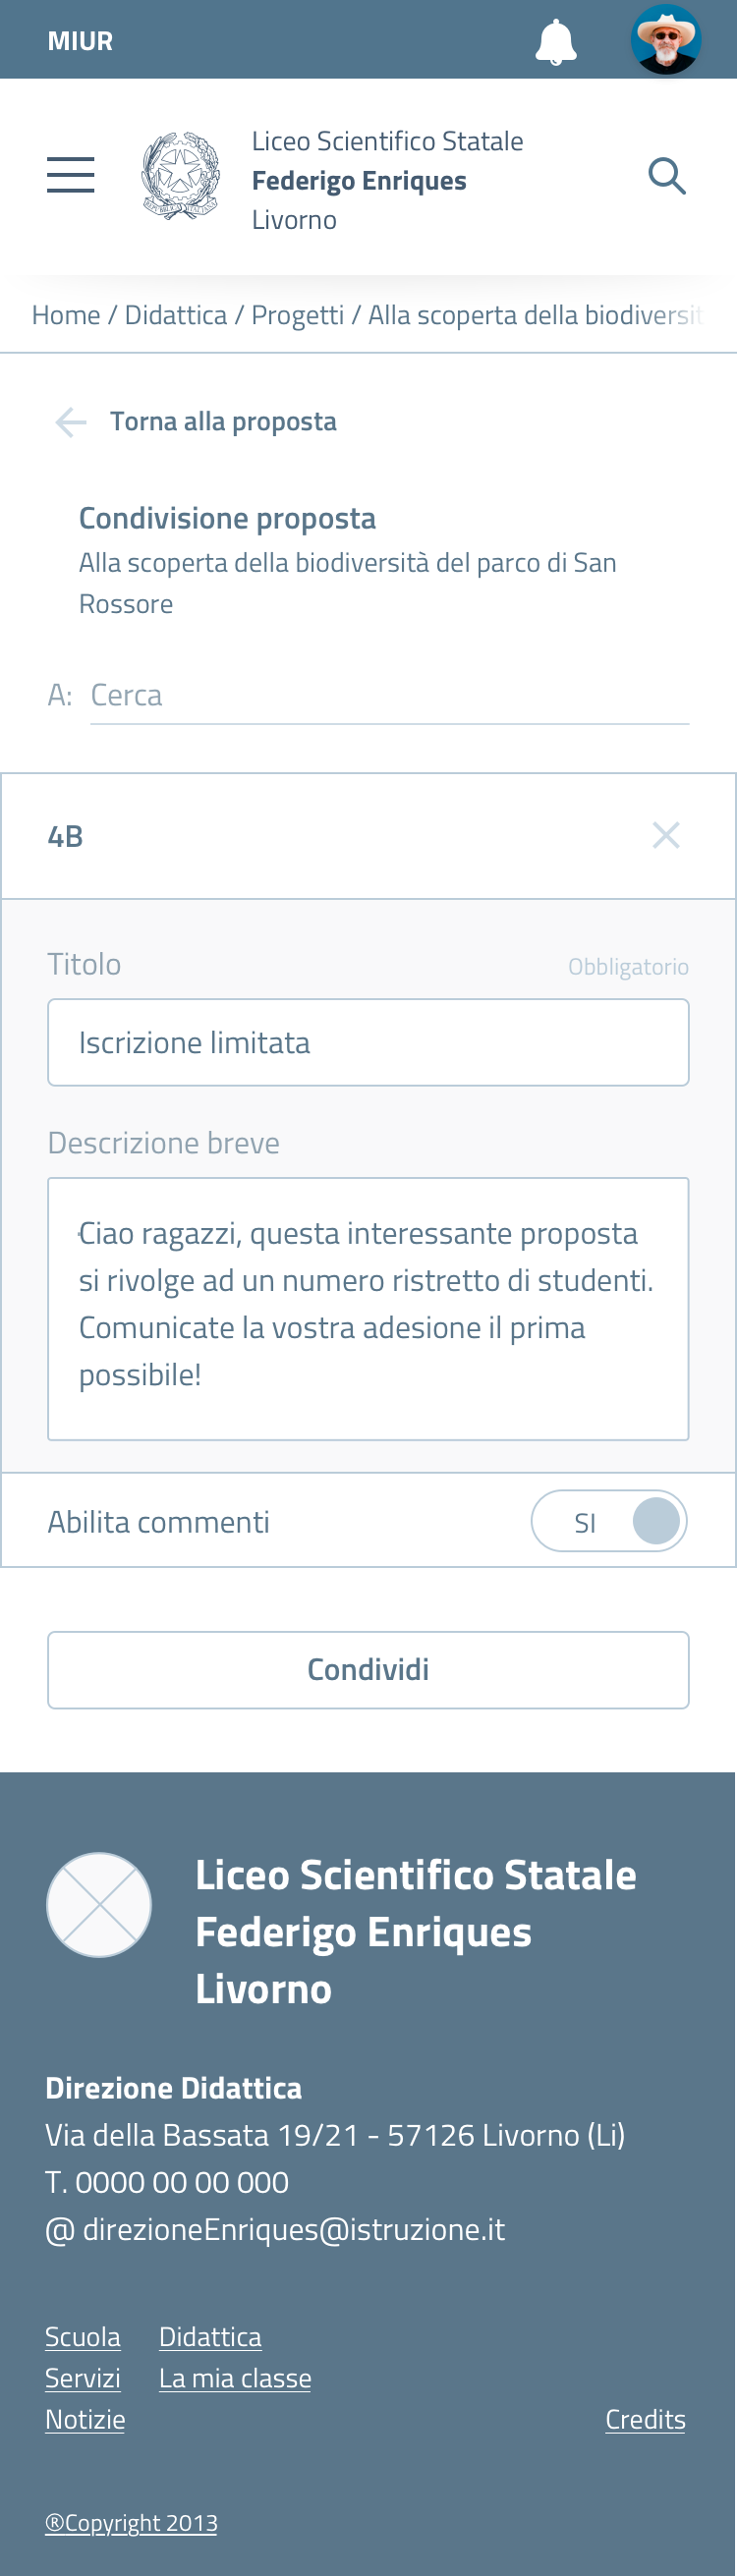 MIUR
Liceo Scientifico Statale
Federigo Enriques
Livorno
Home / Didattica / Progetti / Alla scoperta della biodiversit
Torna alla proposta
Condivisione proposta
Alla scoperta della biodiversità del parco di San
Rossore
A: Cerca
4B
Titolo
Obbligatorio
Iscrizione limitata
Descrizione breve
Ciao ragazzi, questa interessante proposta
si rivolge ad un numero ristretto di studenti.
Comunicate la vostra adesione il prima
possibile!
Abilita commenti
SI
Condividi
Liceo Scientifico Statale
Federigo Enriques
Livorno
Direzione Didattica
Via della Bassata 19/21 - 57126 Livorno (Li)
T. 0000 00 00 000
@ direzioneEnriques@istruzione.it
Scuola Didattica
Servizi La mia classe
Notizie Credits
®Copyright 2013